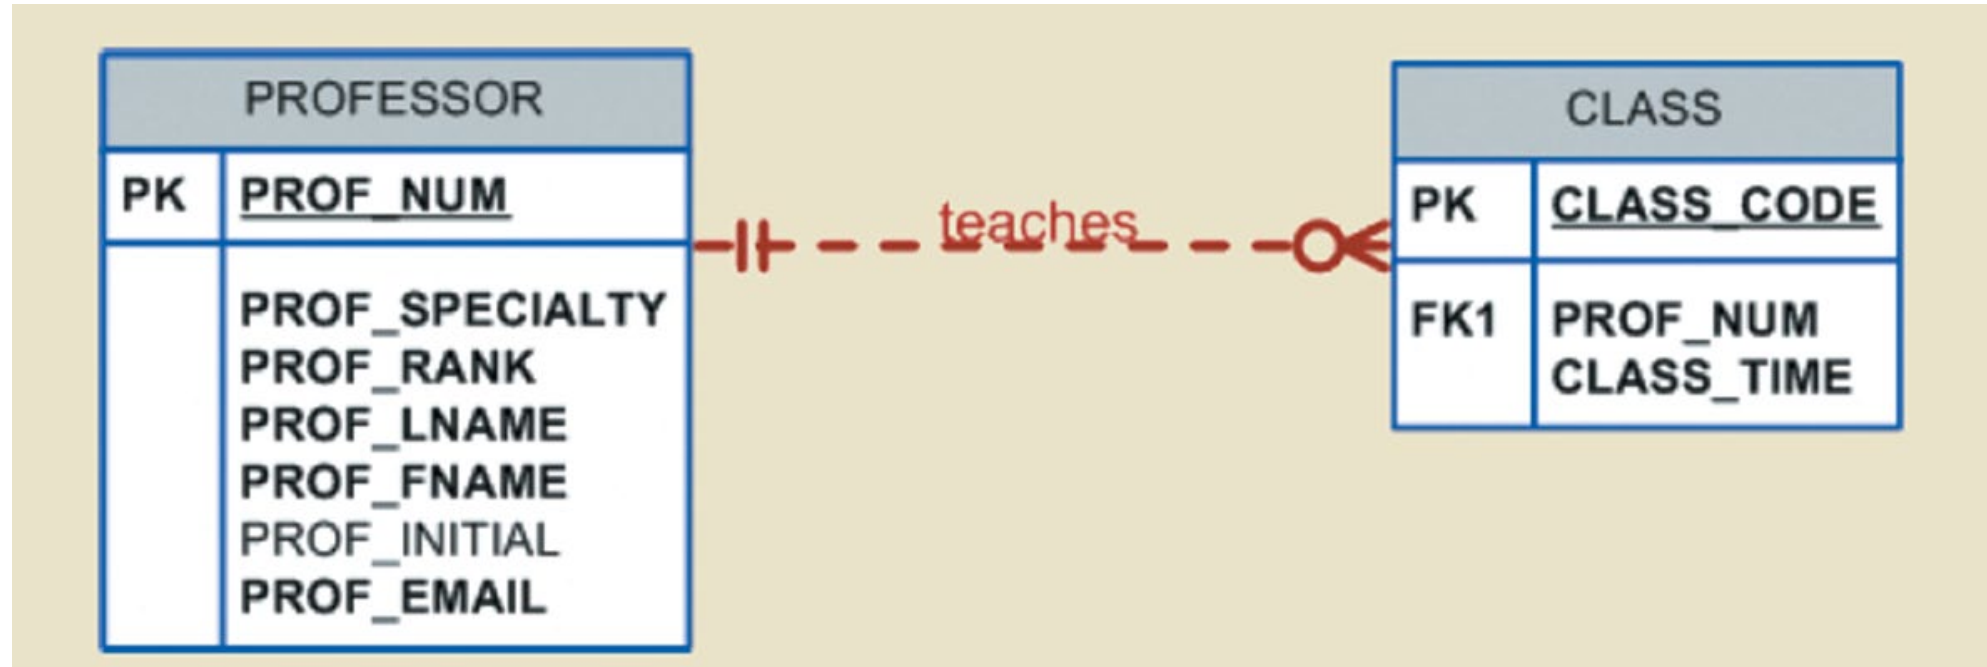 PROFESSOR
PK PROF_NUM
PROF_SPECIALTY
PROF_RANK
PROF_LNAME
PROF_FNAME
PROF_INITIAL
PROF_EMAIL
teaches
CLASS
PK CLASS_CODE
FK1 PROF_NUM
CLASS_TIME